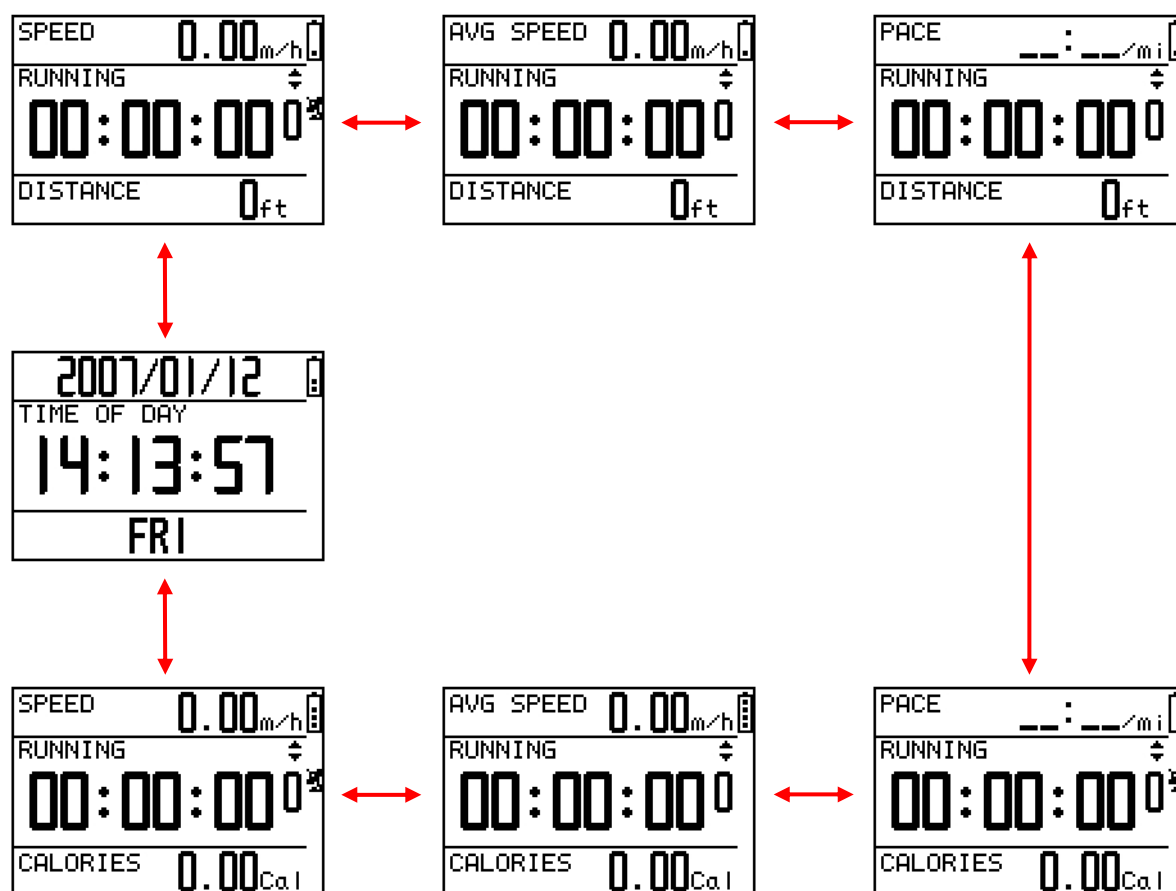 SPEED 0.00m/h
RUNNING
00:00:00 0
DISTANCE 0ft
AVG SPEED 0.00m/h
RUNNING
00:00:00 0
DISTANCE 0ft
PACE __:__/mi
RUNNING
00:00:00 0
DISTANCE 0ft
2007/01/12
TIME OF DAY
14:13:57
FRI
SPEED 0.00m/h
RUNNING
00:00:00 0
CALORIES 0.00Cal
AVG SPEED 0.00m/h
RUNNING
00:00:00 0
CALORIES 0.00Cal
PACE __:__/mi
RUNNING
00:00:00 0
CALORIES 0.00Cal